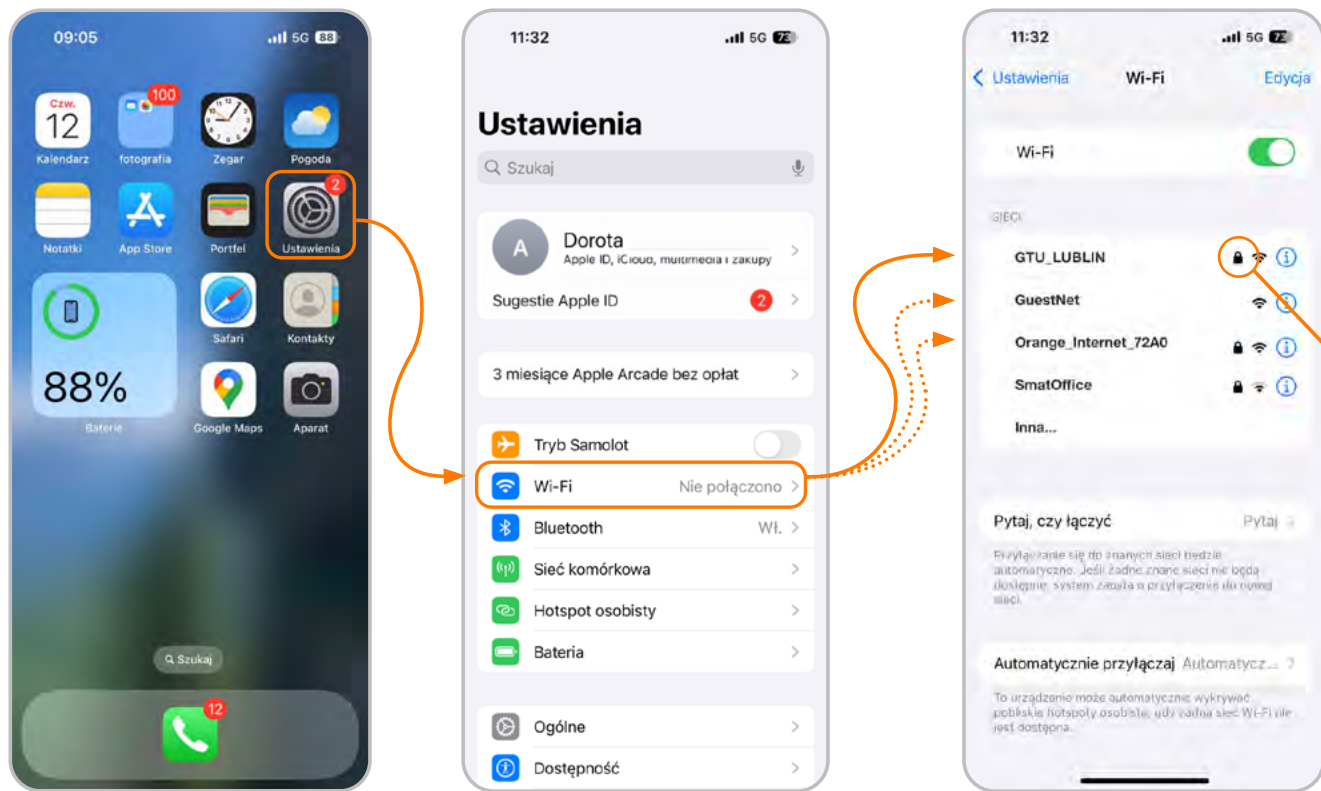 09:05
5G 88
Czw.
12
100
Kalendarz
fotografia
Zegar
Pogoda
2
Notatki
App Store
Portfel
Ustawienia
88%
Baterie
Safari
Kontakty
Google Maps
Aparat
Szukaj
12
11:32
5G 72
Ustawienia
Szukaj
A
Dorota
Apple ID, iCloud, multimedia i zakupy
Sugestie Apple ID
2
3 miesiące Apple Arcade bez opłat
Tryb Samolot
Wi-Fi
Nie połączono
Bluetooth
Wł.
Sieć komórkowa
Hotspot osobisty
Bateria
Ogólne
Dostępność
11:32
5G 72
Ustawienia
Wi-Fi
Edycja
Wi-Fi
SIECI
GTU_LUBLIN
GuestNet
Orange_Internet_72A0
SmatOffice
Inna...
Pytaj, czy łączyć
Pytaj
Przyłączanie się do znanych sieci będzie
automatyczne. Jeśli żadne znane sieci nie będą
dostępne, system zapyta o przyłączenie do nowej
sieci.
Automatycznie przyłączaj
Automatycz...
To urządzenie może automatycznie wykrywać
pobliskie hotspoty osobiste, gdy żadna sieć Wi-Fi nie
jest dostępna.